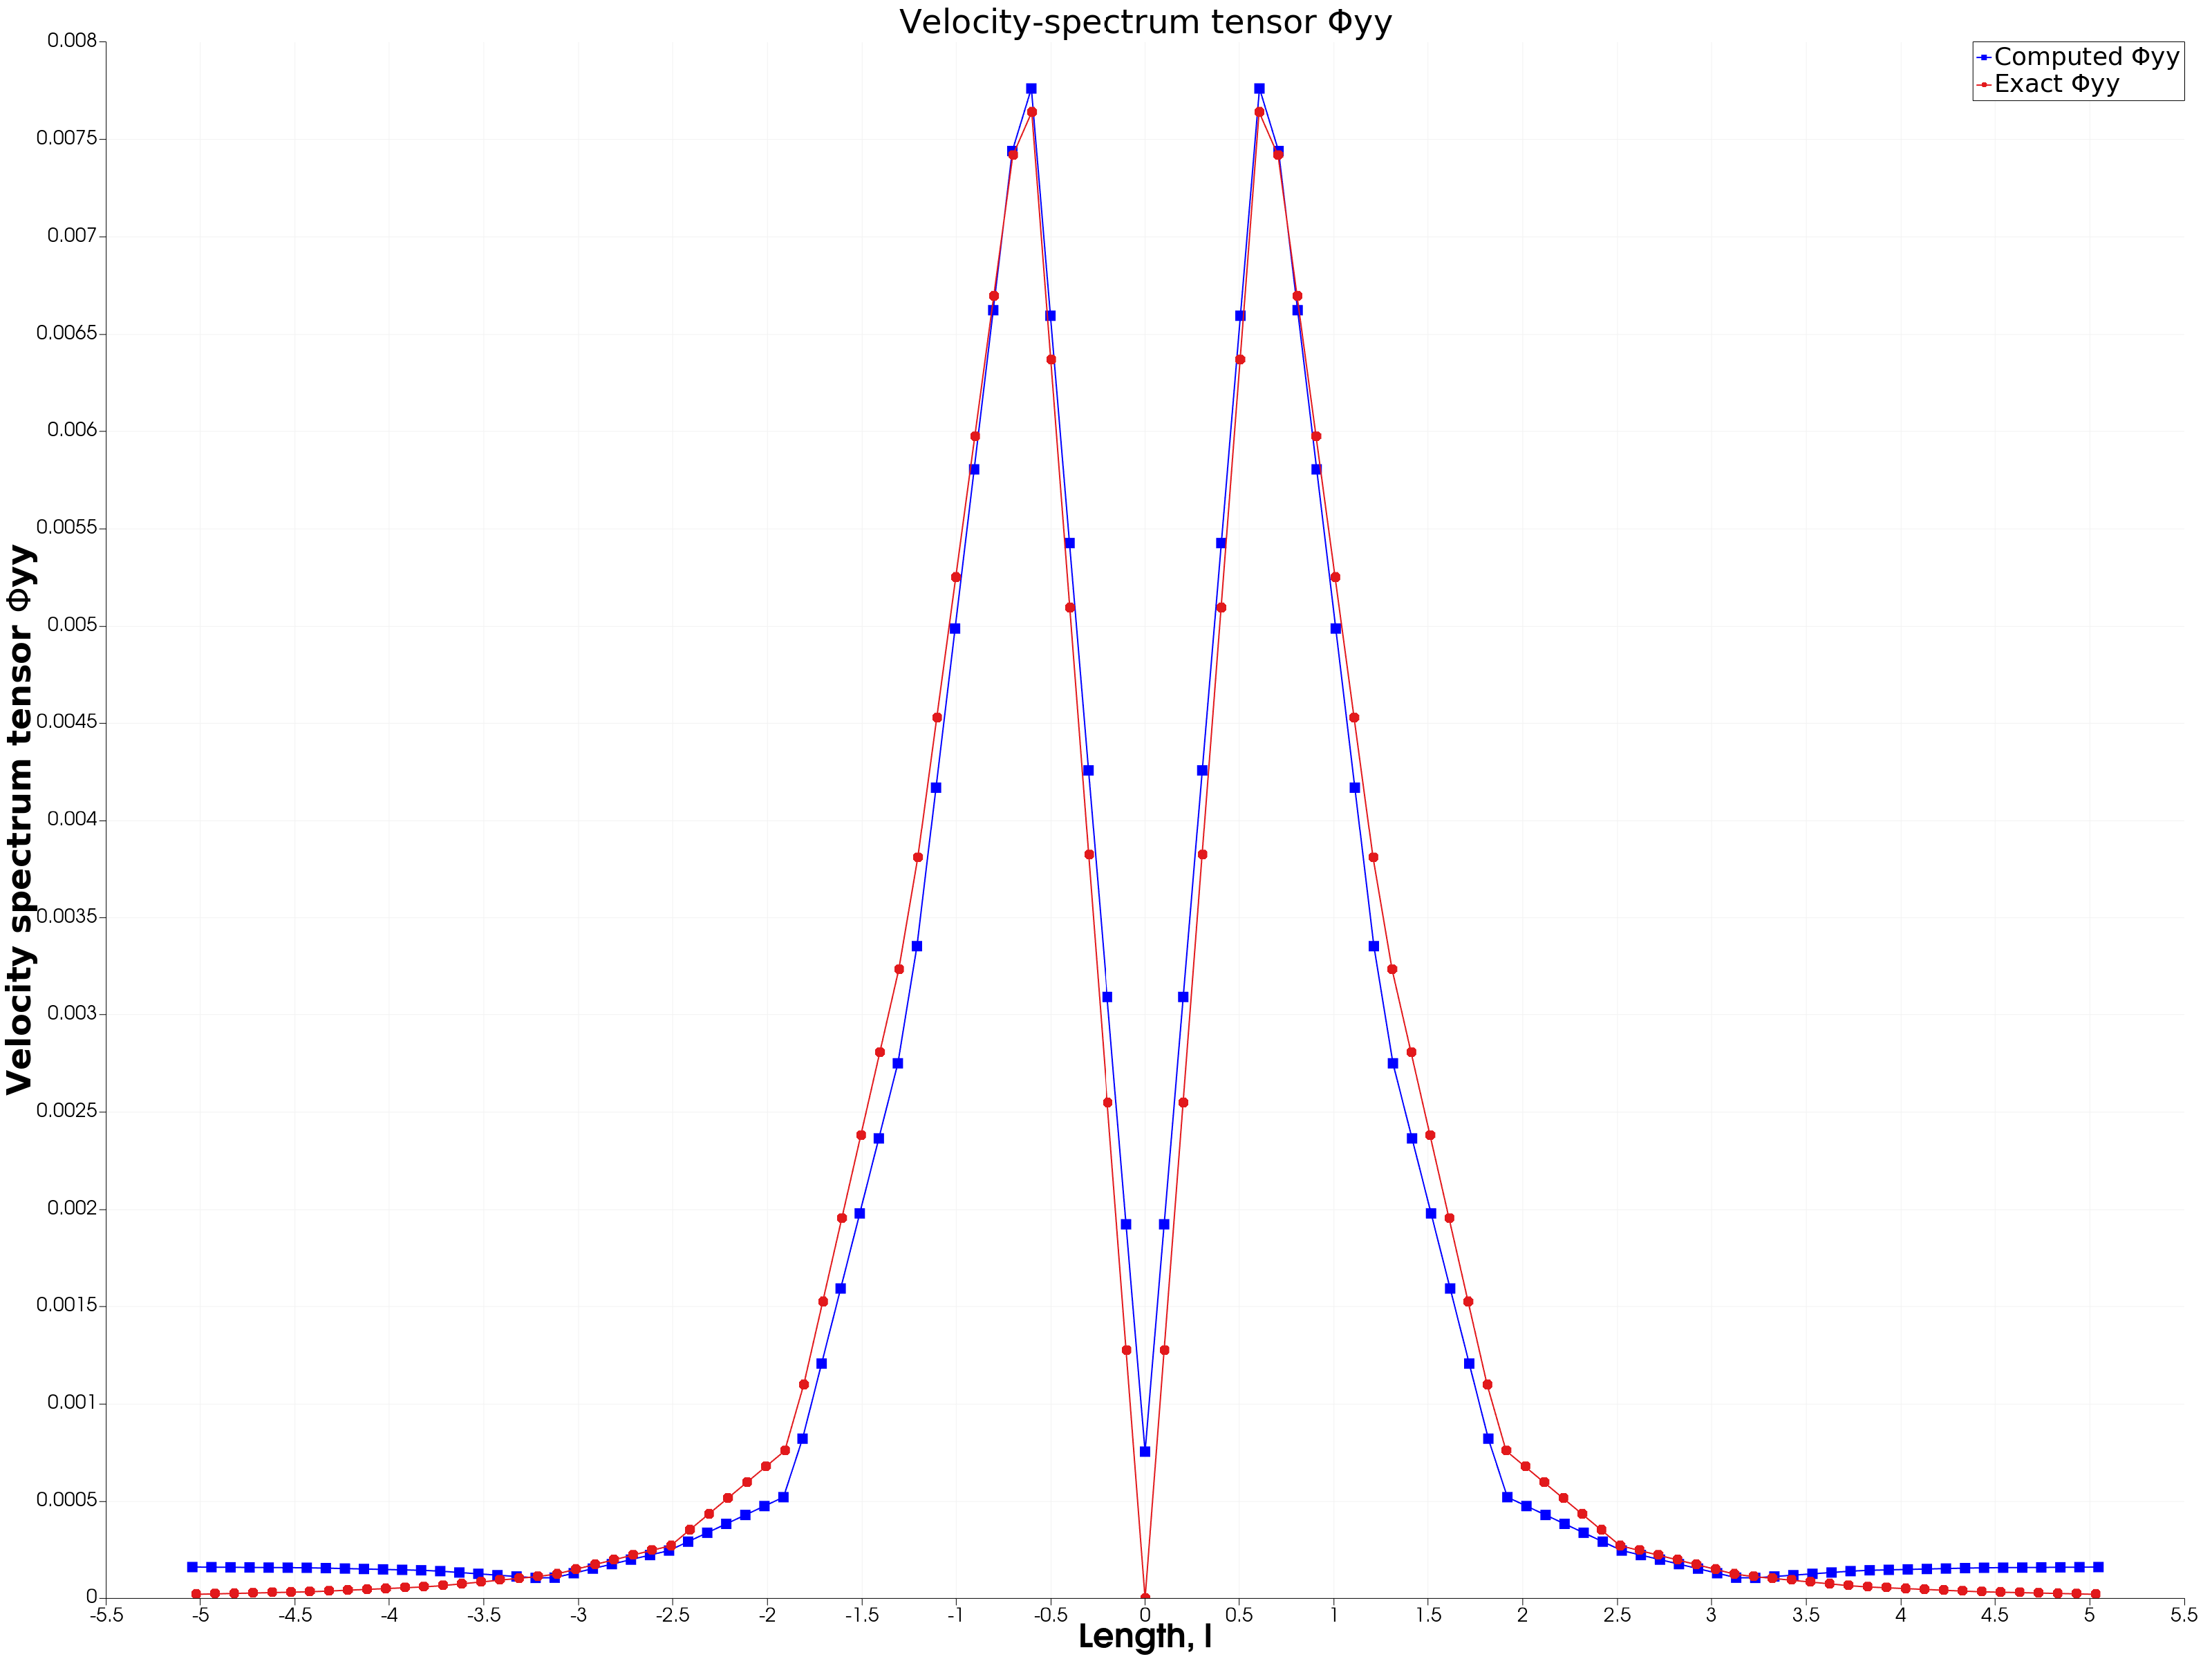 Velocity-spectrum tensor Φyy
Computed Φyy
Exact Φyy
Velocity spectrum tensor Φyy
0.008
0.0075
0.007
0.0065
0.006
0.0055
0.005
0.0045
0.004
0.0035
0.003
0.0025
0.002
0.0015
0.001
0.0005
0
-5.5 -5 -4.5 -4 -3.5 -3 -2.5 -2 -1.5 -1 -0.5 0 0.5 1 1.5 2 2.5 3 3.5 4 4.5 5 5.5
Length, l